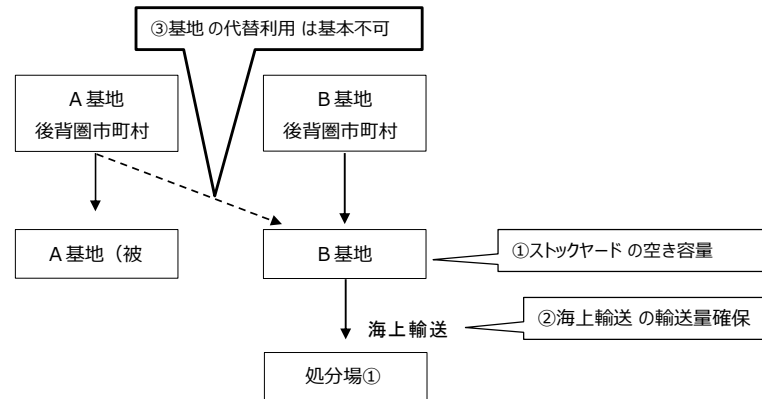 ③基地の代替利用は基本不可
A基地
後背圏市町村
B基地
後背圏市町村
A基地（被
B基地
①ストックヤードの空き容量
海上輸送
②海上輸送の輸送量確保
処分場①